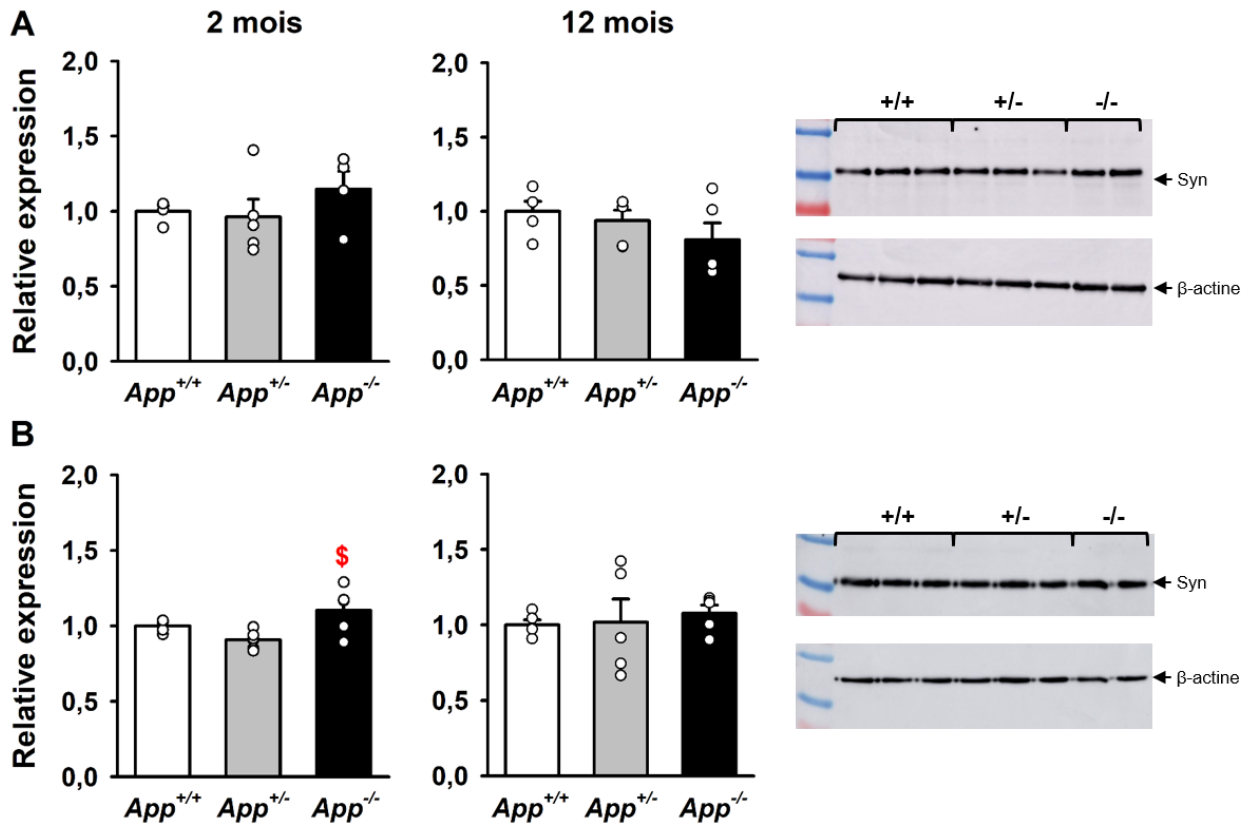 A
2 mois
12 mois
Relative expression
2,0
1,5
1,0
0,5
0,0
App+/+
App+/-
App-/-
2,0
1,5
1,0
0,5
0,0
App+/+
App+/-
App-/-
+/+
+/-
-/-
Syn
β-actine
B
Relative expression
2,0
1,5
1,0
0,5
0,0
$
App+/+
App+/-
App-/-
2,0
1,5
1,0
0,5
0,0
App+/+
App+/-
App-/-
+/+
+/-
-/-
Syn
β-actine